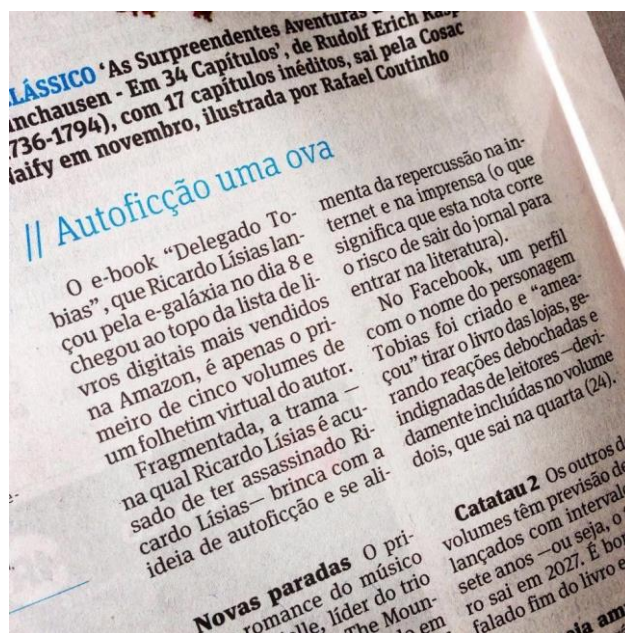 CLÁSSICO 'As Surpreendentes Aventuras
nchausen - Em 34 Capítulos', de Rudolf Erich
736-1794), com 17 capítulos inéditos, sai pela Cosac
Naify em novembro, ilustrada por Rafael Coutinho
// Autoficção uma ova
O e-book “Delegado To-
bias”, que Ricardo Lísias lan-
çou pela e-galáxia no dia 8 e
chegou ao topo da lista de li-
vros digitais mais vendidos
na Amazon, é apenas o pri-
meiro de cinco volumes de
um folhetim virtual do autor.
Fragmentada, a trama —
na qual Ricardo Lísias é acu-
sado de ter assassinado Ri-
cardo Lísias— brinca com a
ideia de autoficção e se ali-
menta da repercussão na in-
ternet e na imprensa (o que
significa que esta nota corre
o risco de sair do jornal para
entrar na literatura).
No Facebook, um perfil
com o nome do personagem
Tobias foi criado e “amea-
çou” tirar o livro das lojas, ge-
rando reações debochadas e
indignadas de leitores —devi-
damente incluídas no volume
dois, que sai na quarta (24).
Novas paradas O pri-
romance do músico
elle, líder do trio
The Moun-
em
Catatau 2 Os outros
volumes têm previsão de
lançados com intervalo
sete anos —ou seja, o
ro sai em 2027. É bom
falado fim do livro e